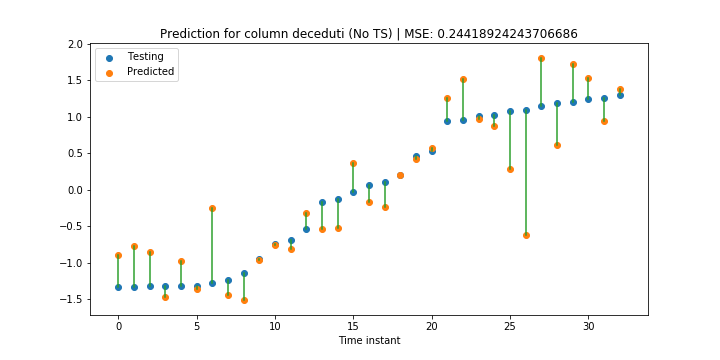 Prediction for column deceduti (No TS) | MSE: 0.24418924243706686
Testing
Predicted
2.0
1.5
1.0
0.5
0.0
−0.5
−1.0
−1.5
0 5 10 15 20 25 30
Time instant